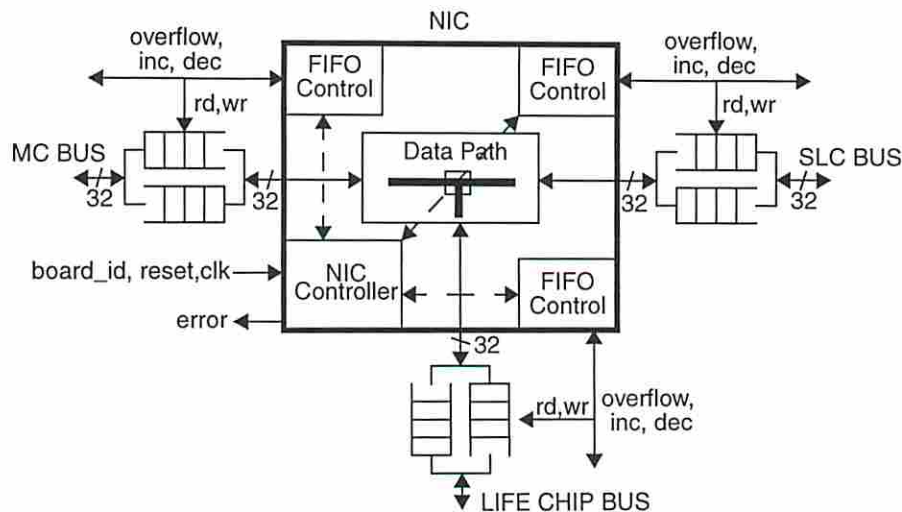 NIC
overflow,
inc, dec
FIFO
Control
FIFO
Control
overflow,
inc, dec
rd,wr
rd,wr
MC BUS
Data Path
SLC BUS
32
32
32
32
board_id, reset,clk
NIC
Controller
FIFO
Control
error
32
rd,wr
overflow,
inc, dec
LIFE CHIP BUS